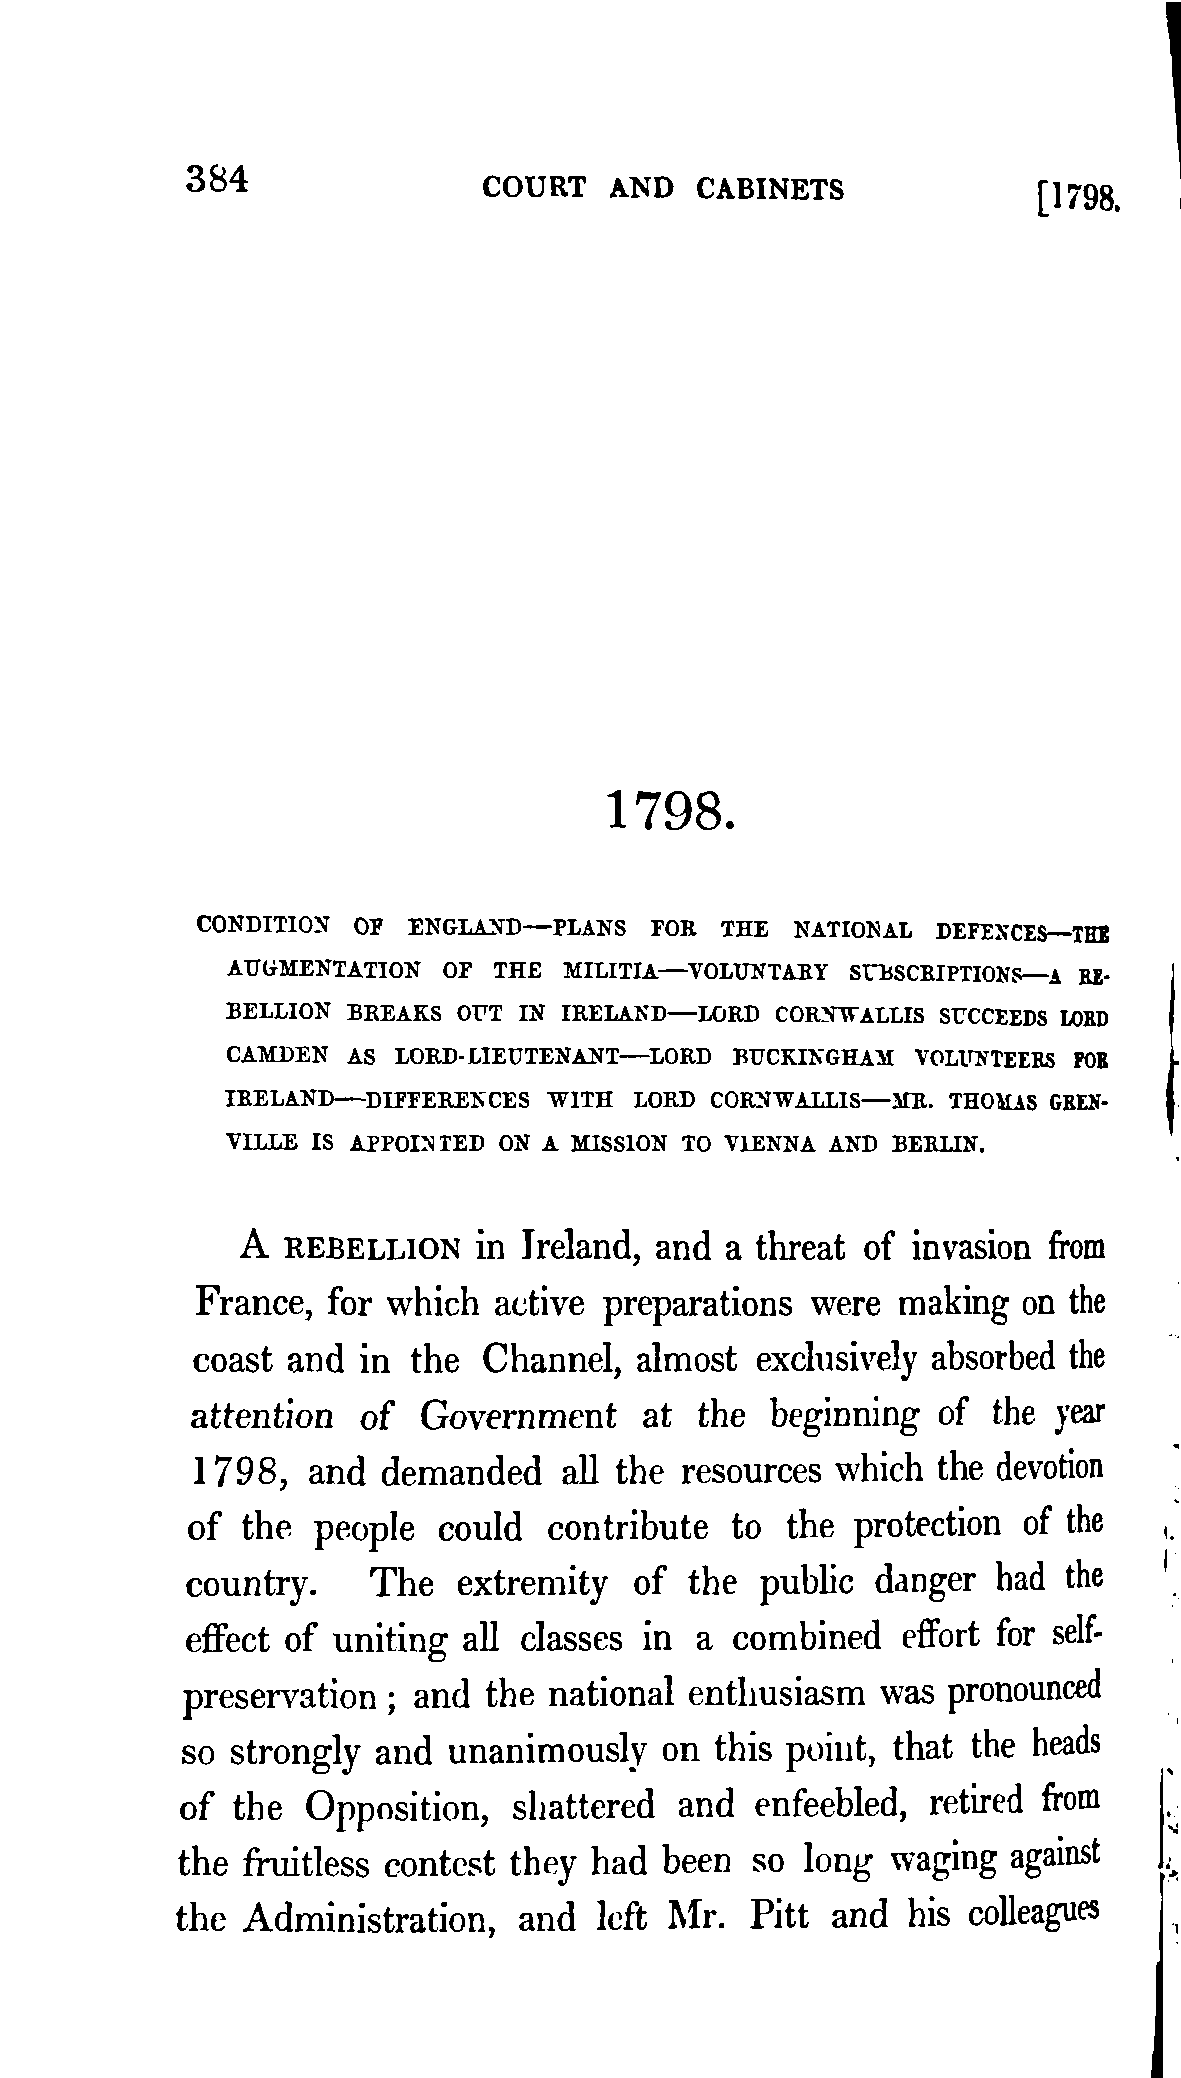 384 COURT AND CABINETS [1798.
1798.
CONDITION OF ENGLAND—PLANS FOR THE NATIONAL DEFENCES—THE
AUGMENTATION OF THE MILITIA—VOLUNTARY SUBSCRIPTIONS—A RE-
BELLION BREAKS OUT IN IRELAND—LORD CORNWALLIS SUCCEEDS LORD
CAMDEN AS LORD-LIEUTENANT—LORD BUCKINGHAM VOLUNTEERS FOR
IRELAND—DIFFERENCES WITH LORD CORNWALLIS—MR. THOMAS GREN-
VILLE IS APPOINTED ON A MISSION TO VIENNA AND BERLIN.
A REBELLION in Ireland, and a threat of invasion from
France, for which active preparations were making on the
coast and in the Channel, almost exclusively absorbed the
attention of Government at the beginning of the year
1798, and demanded all the resources which the devotion
of the people could contribute to the protection of the
country. The extremity of the public danger had the
effect of uniting all classes in a combined effort for self-
preservation ; and the national enthusiasm was pronounced
so strongly and unanimously on this point, that the heads
of the Opposition, shattered and enfeebled, retired from
the fruitless contest they had been so long waging against
the Administration, and left Mr. Pitt and his colleagues